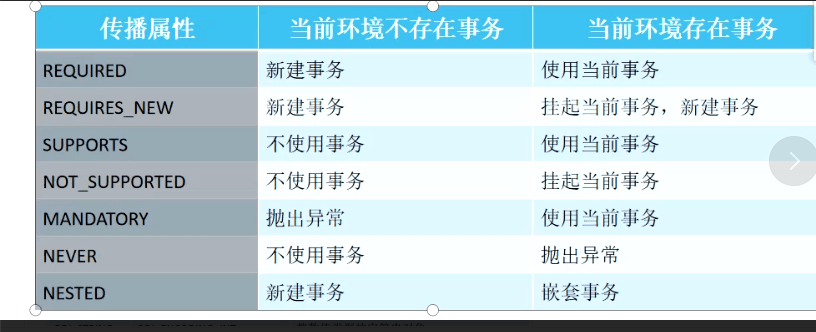 传播属性 当前环境不存在事务 当前环境存在事务
REQUIRED 新建事务 使用当前事务
REQUIRES_NEW 新建事务 挂起当前事务，新建事务
SUPPORTS 不使用事务 使用当前事务
NOT_SUPPORTED 不使用事务 挂起当前事务
MANDATORY 抛出异常 使用当前事务
NEVER 不使用事务 抛出异常
NESTED 新建事务 嵌套事务